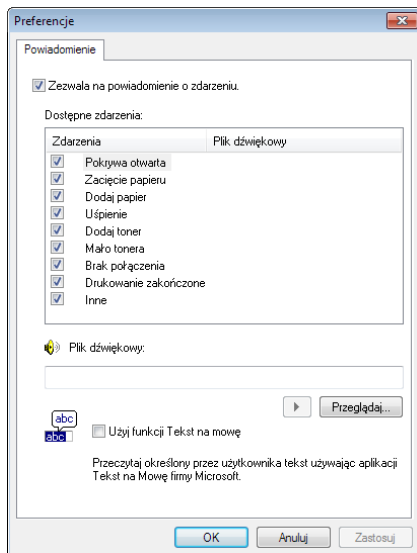 Preferencje
Powiadomienie
Zezwala na powiadomienie o zdarzeniu.
Dostępne zdarzenia:
Zdarzenia Plik dźwiękowy
Pokrywa otwarta
Zacięcie papieru
Dodaj papier
Uśpienie
Dodaj toner
Mało tonera
Brak połączenia
Drukowanie zakończone
Inne
Plik dźwiękowy:
Przeglądaj...
abc
abc
Użyj funkcji Tekst na mowę
Przeczytaj określony przez użytkownika tekst używając aplikacji
Tekst na Mowę firmy Microsoft.
OK Anuluj Zastosuj